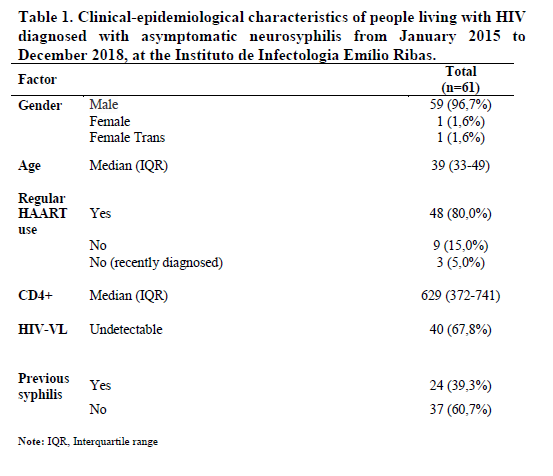 Table 1. Clinical-epidemiological characteristics of people living with HIV
diagnosed with asymptomatic neurosyphilis from January 2015 to
December 2018, at the Instituto de Infectologia Emílio Ribas.
Factor Total
(n=61)
Gender Male 59 (96,7%)
Female 1 (1,6%)
Female Trans 1 (1,6%)
Age Median (IQR) 39 (33-49)
Regular
HAART Yes 48 (80,0%)
use
No 9 (15,0%)
No (recently diagnosed) 3 (5,0%)
CD4+ Median (IQR) 629 (372-741)
HIV-VL Undetectable 40 (67,8%)
Previous Yes 24 (39,3%)
syphilis
No 37 (60,7%)
Note: IQR, Interquartile range